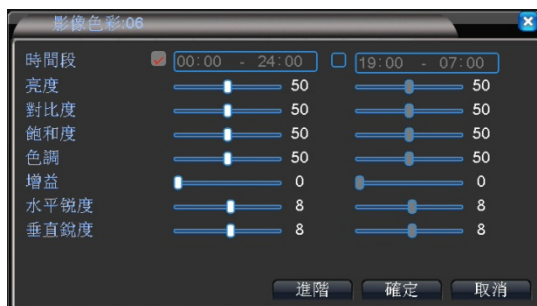 影像色彩:06
時間段 00:00 - 24:00 19:00 - 07:00
亮度 50 50
對比度 50 50
飽和度 50 50
色調 50 50
增益 0 0
水平锐度 8 8
垂直銳度 8 8
進階 確定 取消